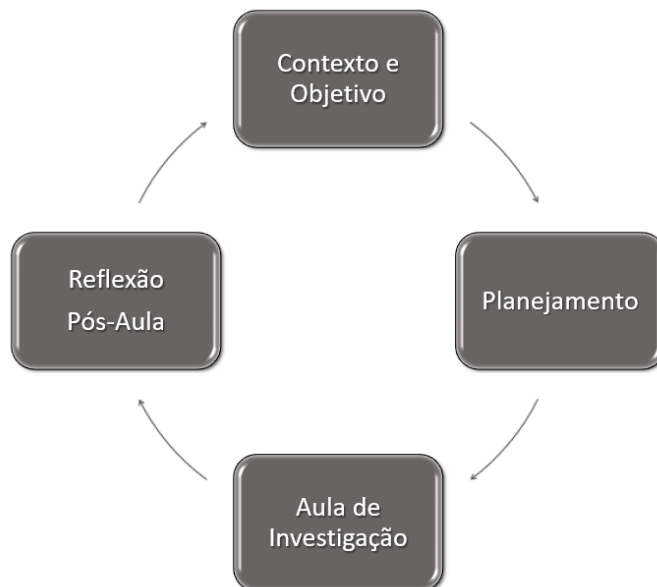 Contexto e
Objetivo
Planejamento
Aula de
Investigação
Reflexão
Pós-Aula